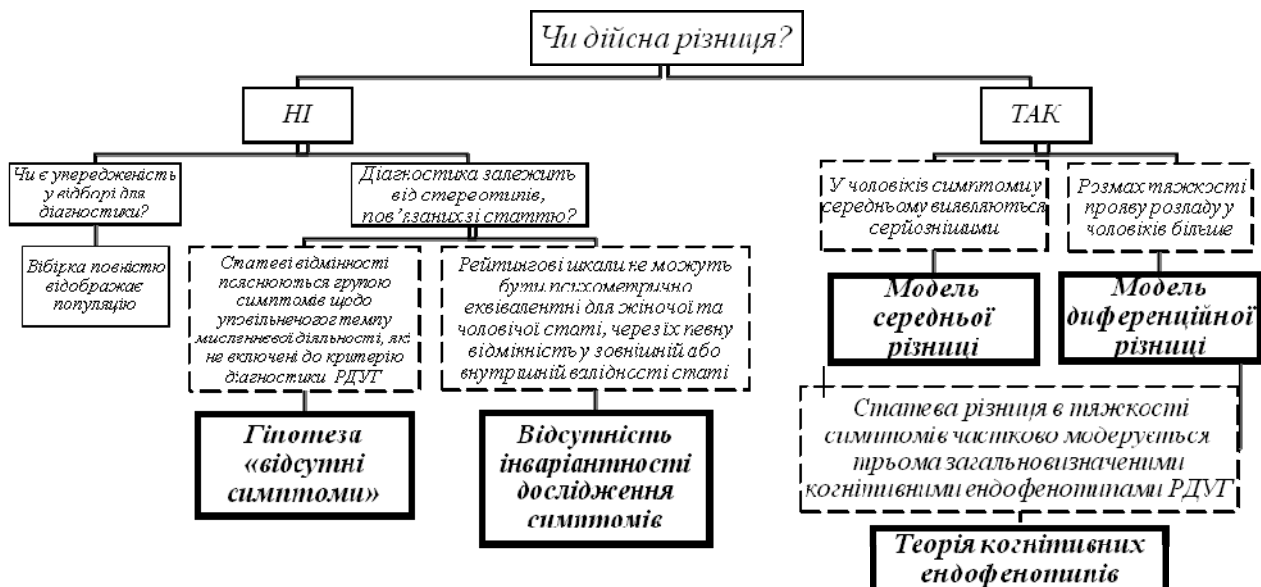 Чи дійсна різниця?
НІ
ТАК
Чи є упередженість
у відборі для
діагностики?
Діагностика залежить
від стереотипів,
пов’язаних зі статтю?
У чоловіків симптоми у
середньому виявляються
серйознішими
Розмах тяжкості
прояву розладу у
чоловіків більше
Вібірка повністю
відображає
популяцію
Статеві відмінності
пояснюються групою
симптомів щодо
уповільненогог темпу
мисленнєвої діяльності, які
не включені до критерію
діагностики РДУГ
Рейтингові шкали не можуть
бути психометрично
еквівалентні для жіночої та
чоловічої статі, через їх певну
відмінність у зовнішній або
внутрішній валідності статі
Модель
середньої
різниці
Модель
диференційної
різниці
Гіпотеза
«відсутні
симптоми»
Відсутність
інваріантності
дослідження
симптомів
Статева різниця в тяжкості
симптомів частково модерується
трьома загальновизначеними
когнітивними ендофенотипами РДУГ
Теорія когнітивних
ендофенотипів